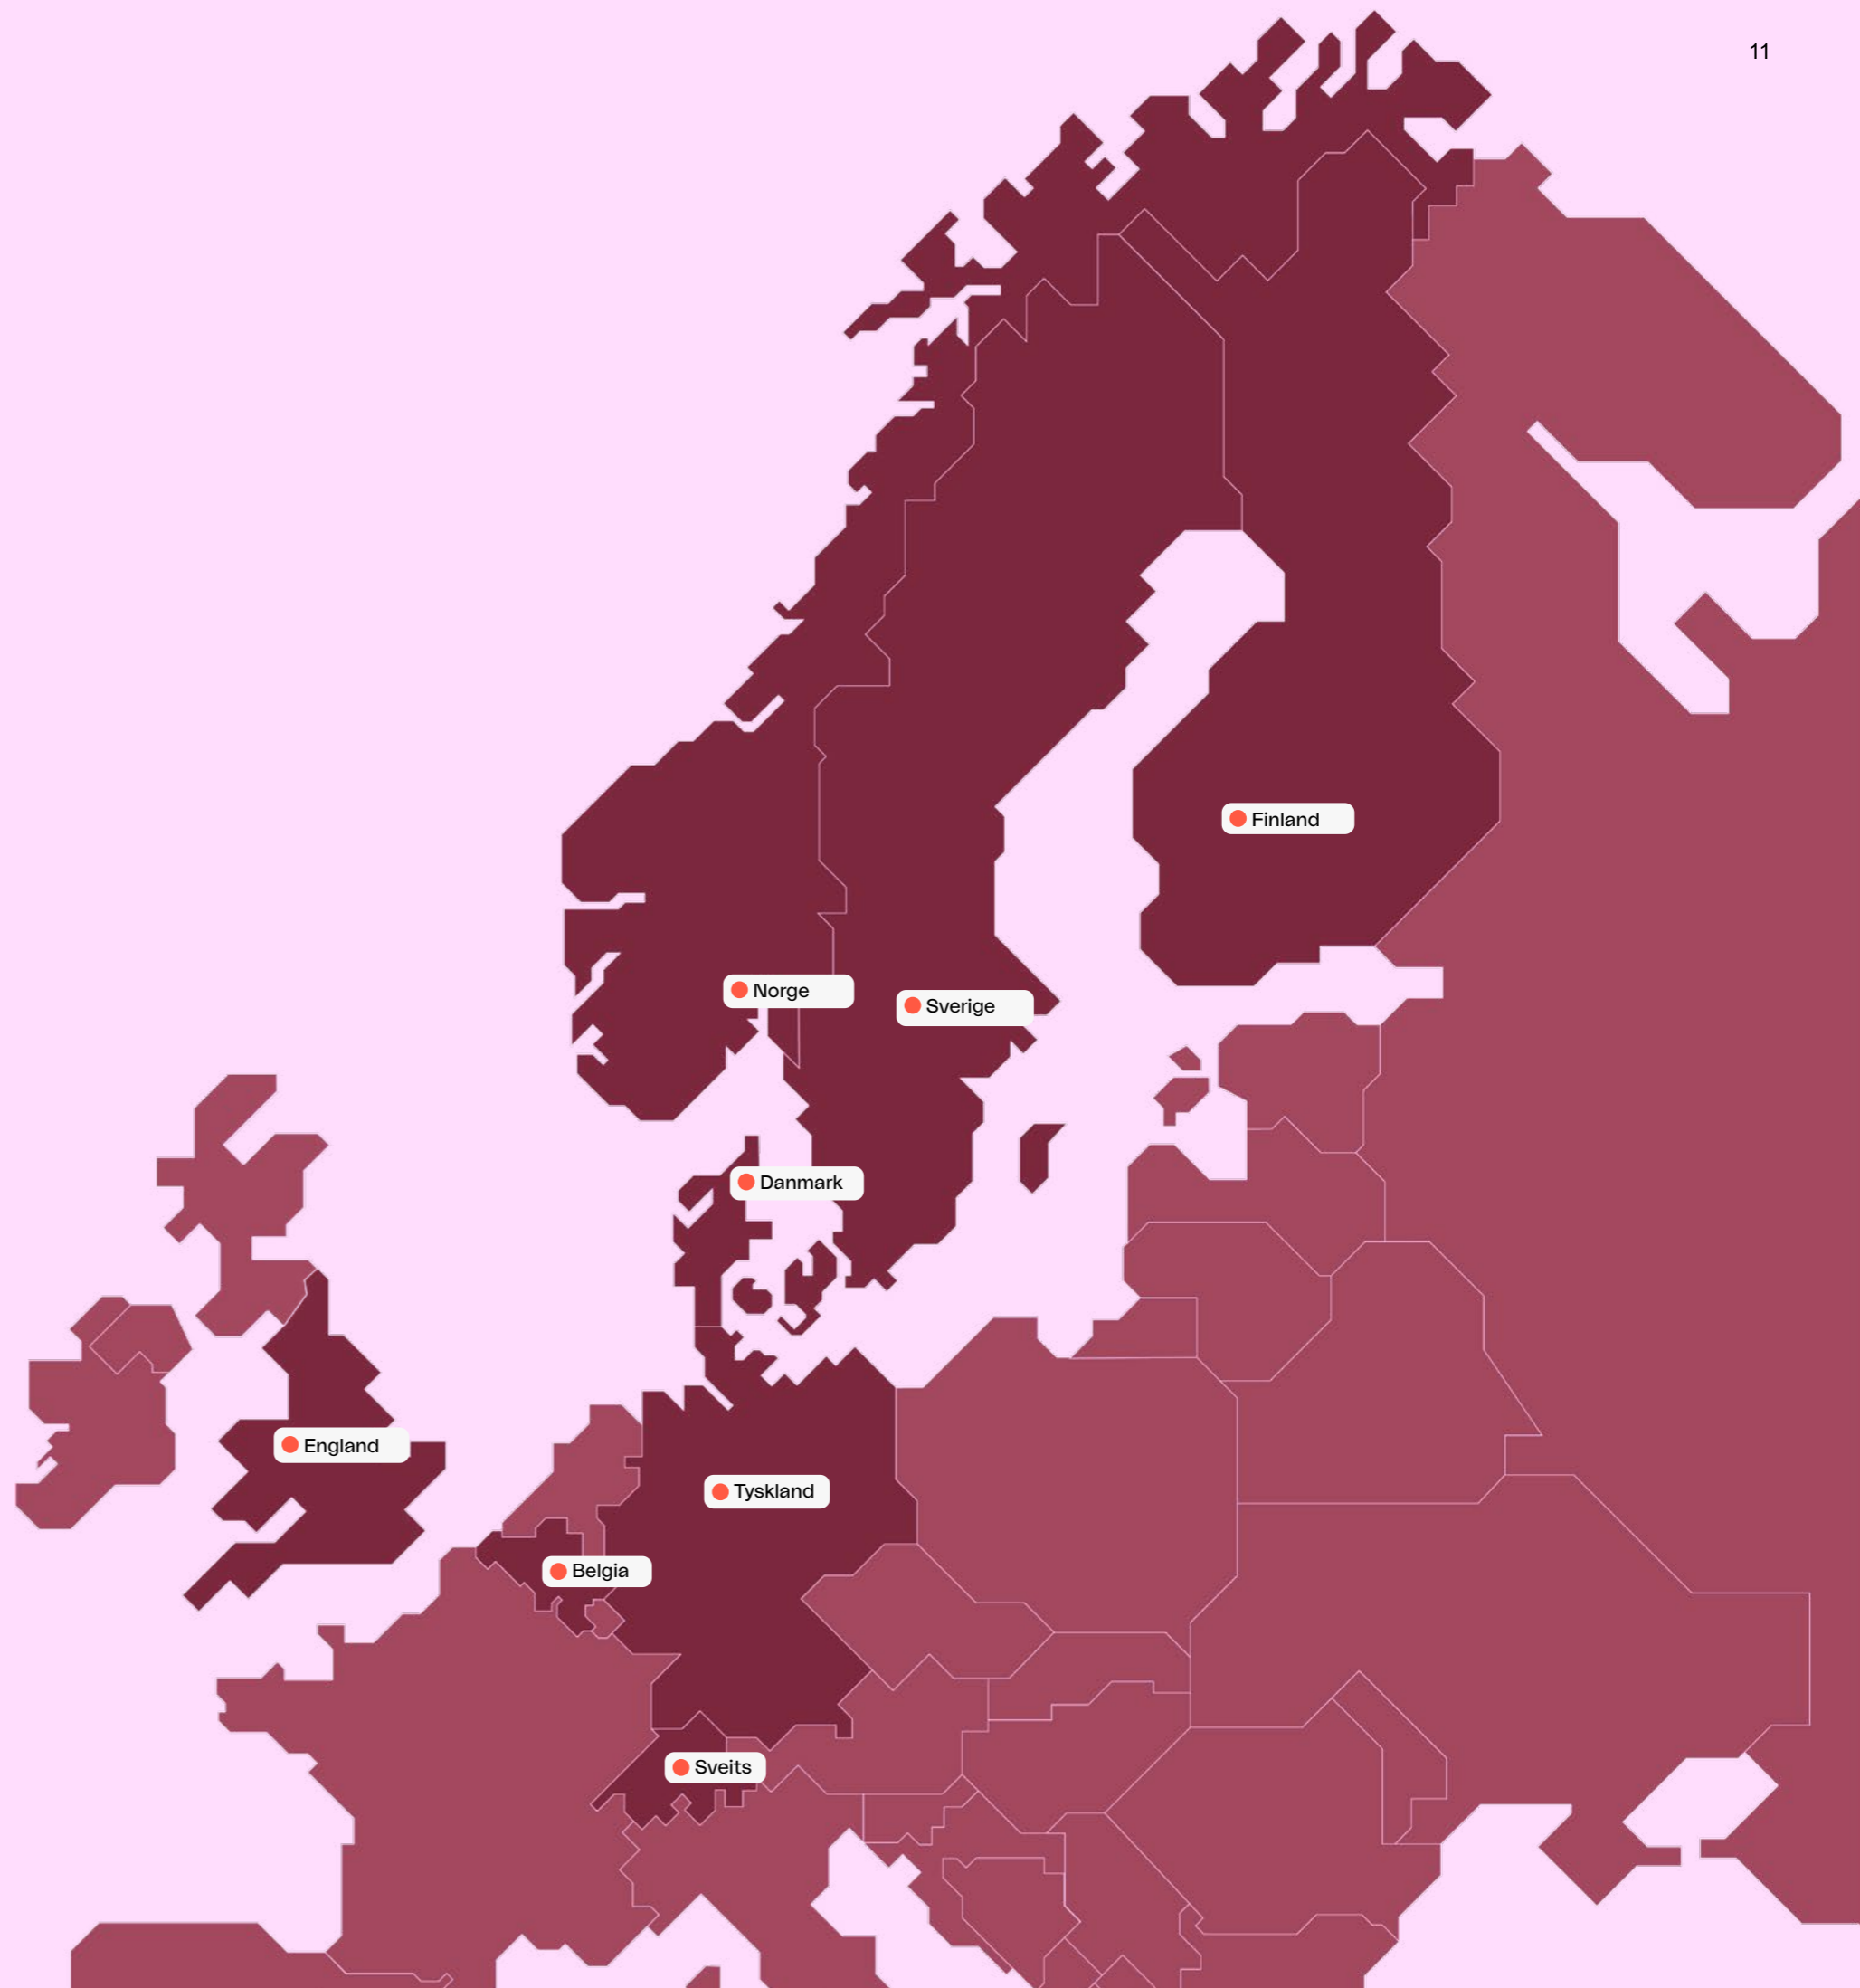 11
Finland
Norge
Sverige
Danmark
England
Tyskland
Belgia
Sveits